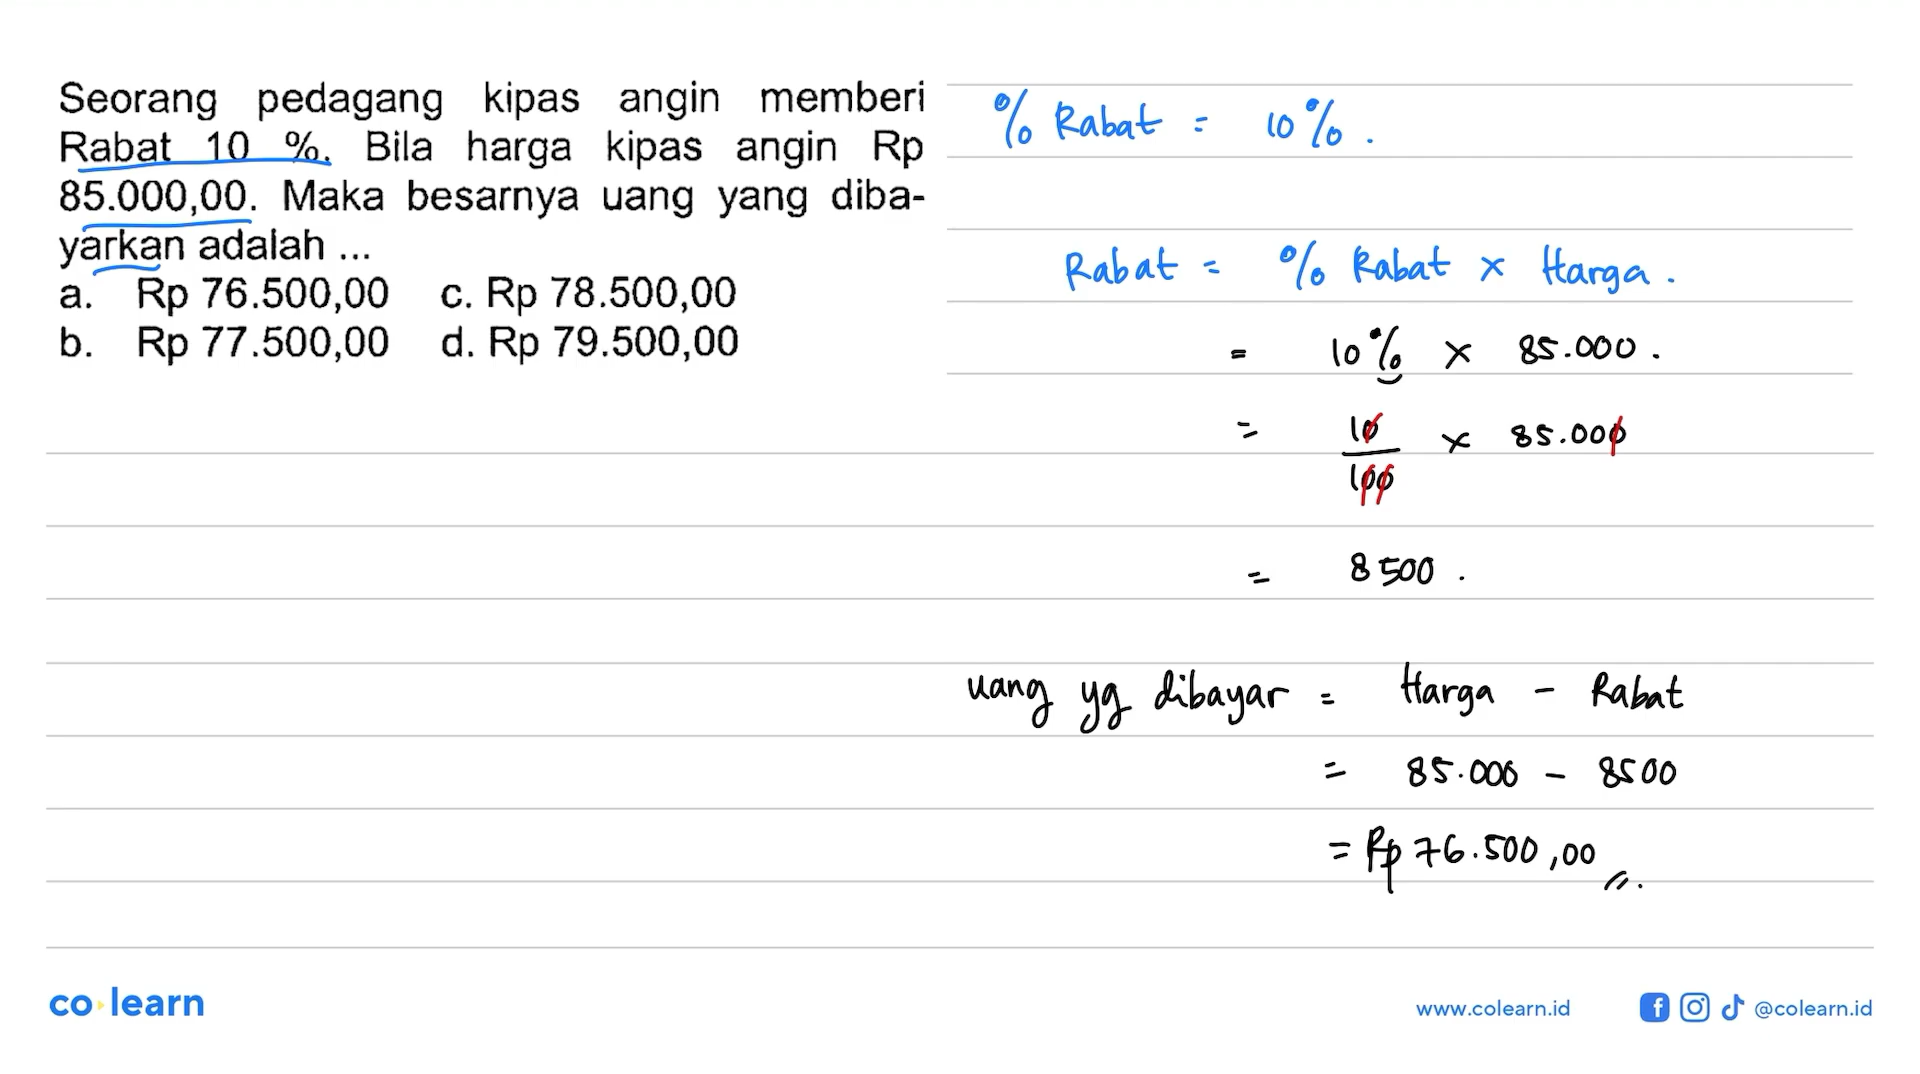 Seorang pedagang kipas angin memberi
Rabat 10 %. Bila harga kipas angin Rp
85.000,00. Maka besarnya uang yang diba-
yarkan adalah ...
a. Rp 76.500,00 c. Rp 78.500,00
b. Rp 77.500,00 d. Rp 79.500,00
% Rabat = 10%.
Rabat = % Rabat x Harga.
= 10% x 85.000.
= 10/100 x 85.000
= 8500.
uang yg dibayar = Harga - Rabat
= 85.000 - 8500
= Rp 76.500,00
co learn
www.colearn.id @colearn.id